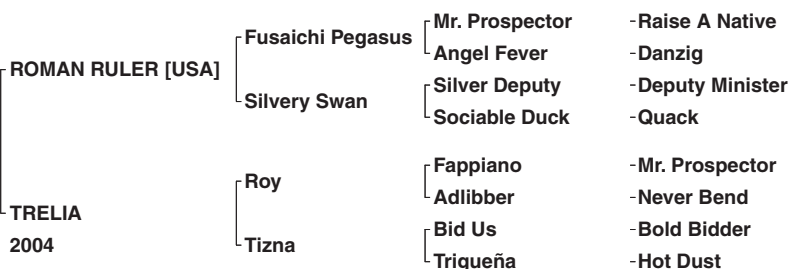 Mr. Prospector -Raise A Native
Fusaichi Pegasus
Angel Fever -Danzig
ROMAN RULER [USA]
Silver Deputy -Deputy Minister
Silvery Swan
Sociable Duck -Quack
Fappiano -Mr. Prospector
Roy
Adlibber -Never Bend
TRELIA
Bid Us -Bold Bidder
2004 Tizna
Triqueña -Hot Dust